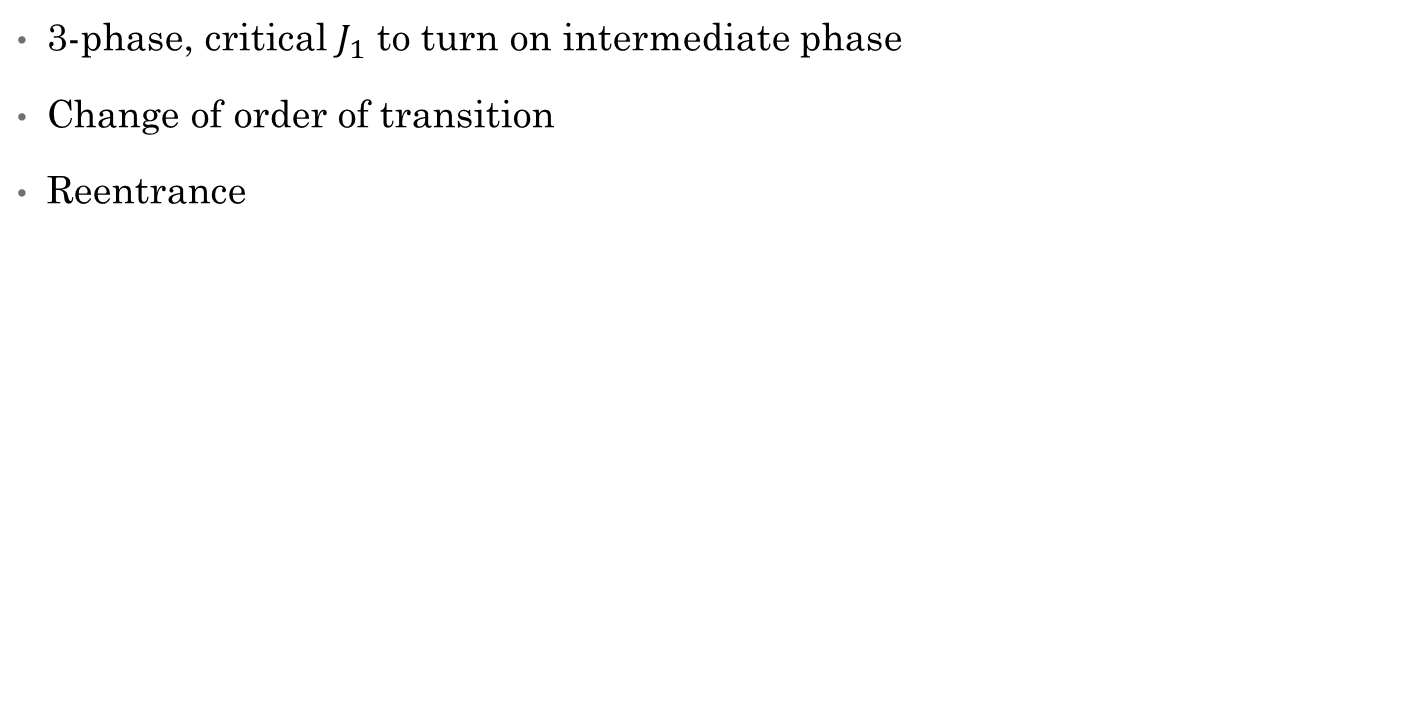 • 3-phase, critical J₁ to turn on intermediate phase
• Change of order of transition
• Reentrance